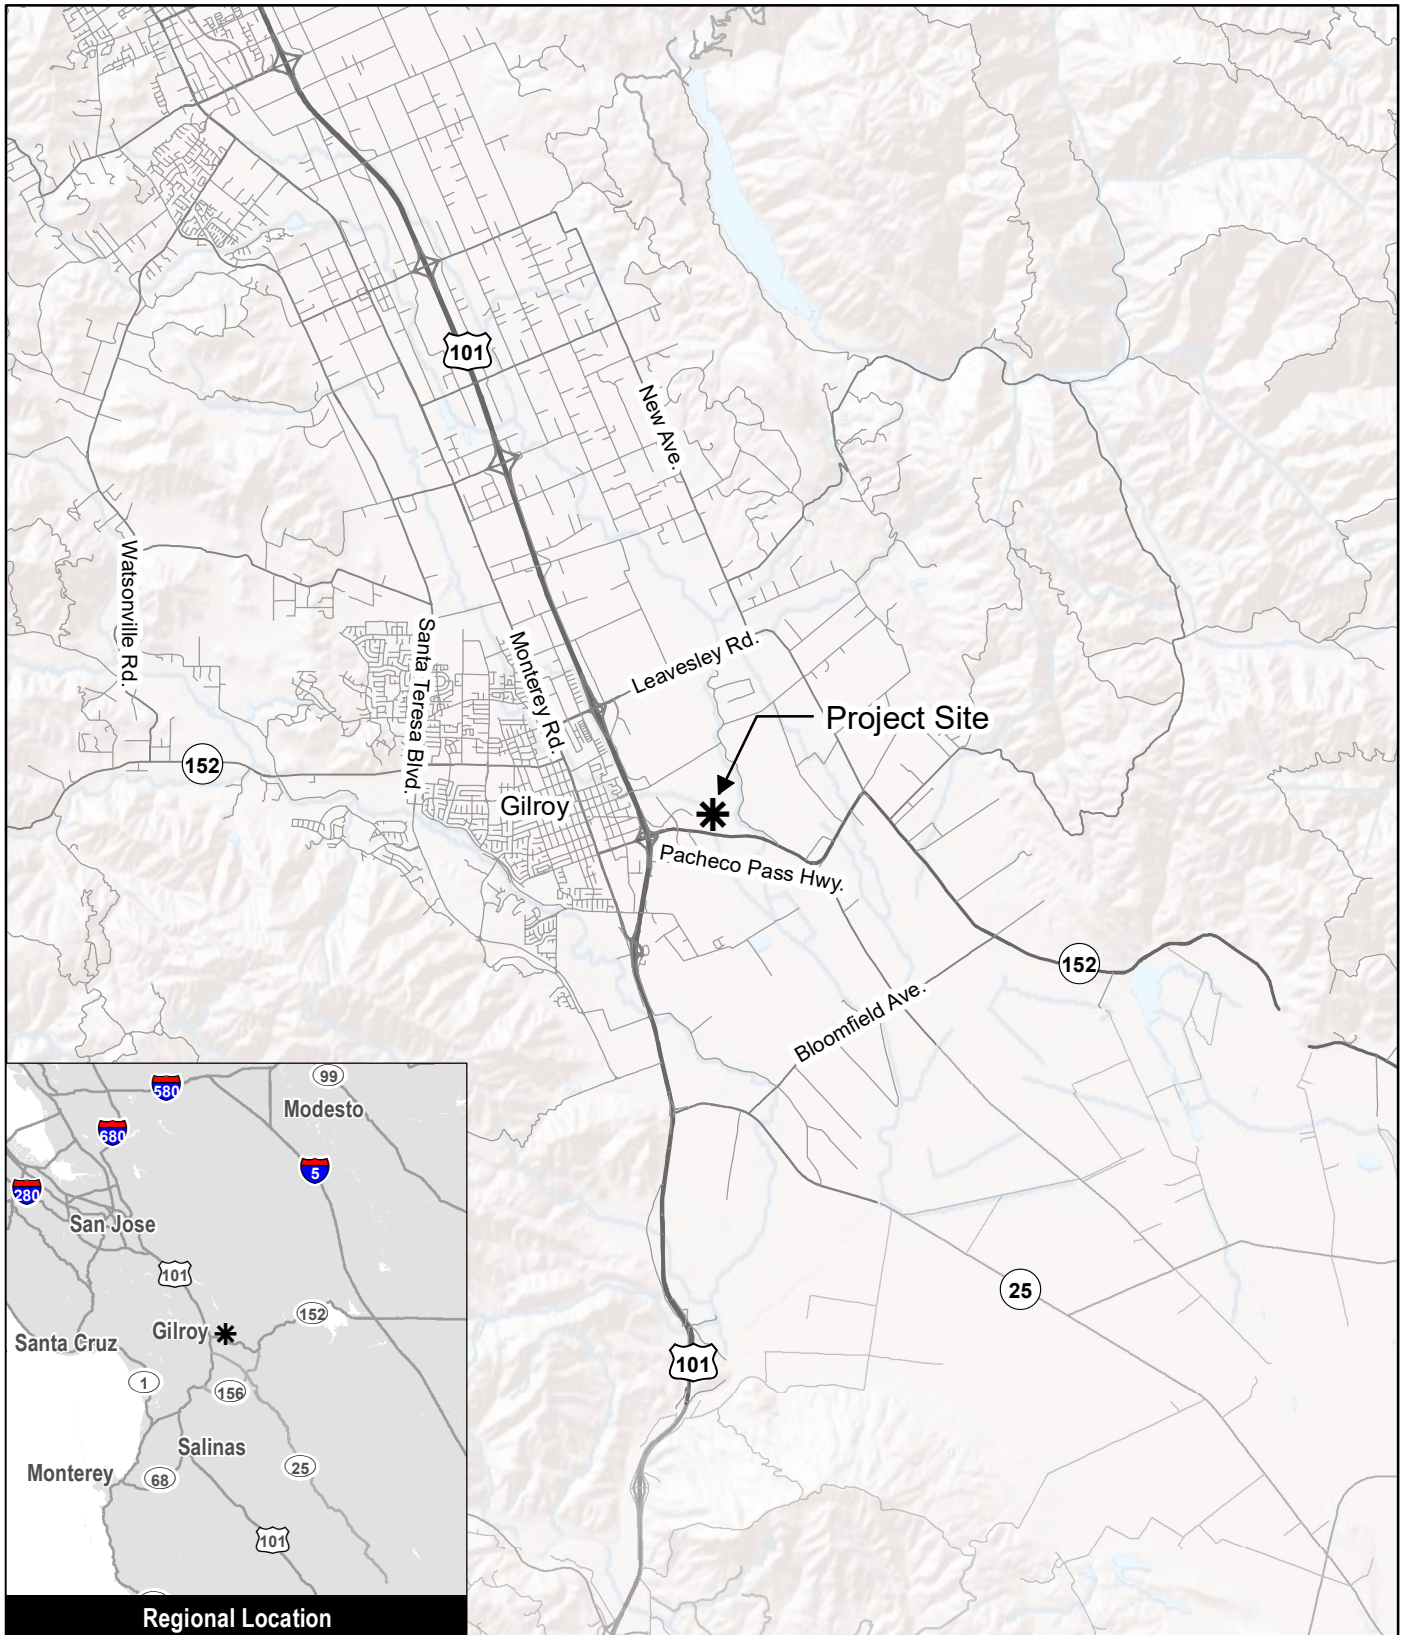 101
New Ave.
Watsonville Rd.
Santa Teresa Blvd.
Monterey Rd.
Leavesley Rd.
Project Site
152
Gilroy
Pacheco Pass Hwy.
152
Bloomfield Ave.
25
101
580
99
Modesto
680
5
280
San Jose
101
152
Gilroy
Santa Cruz
1
156
Salinas
25
Monterey
68
101
Regional Location